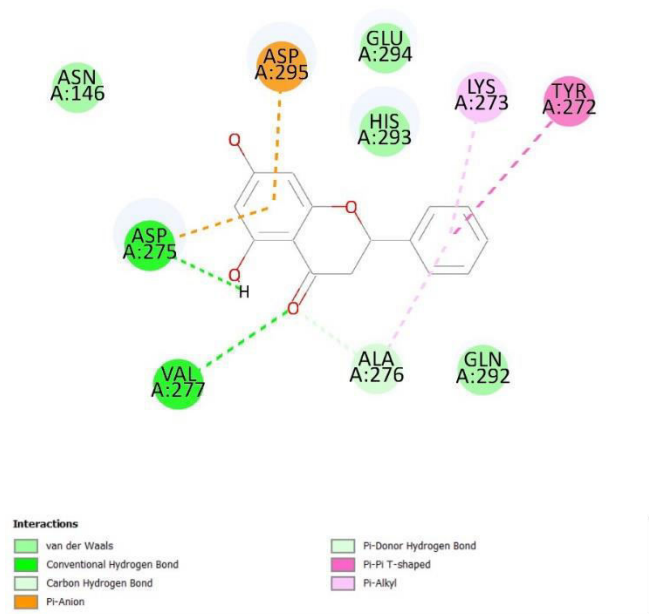 GLU
A:294
ASP
A:295
ASN
A:146
LYS
A:273
TYR
A:272
HIS
A:293
O
O
ASP
A:275
O
H
O
VAL
A:277
ALA
A:276
GLN
A:292
Interactions
van der Waals
Conventional Hydrogen Bond
Carbon Hydrogen Bond
Pi-Anion
Pi-Donor Hydrogen Bond
Pi-Pi T-shaped
Pi-Alkyl